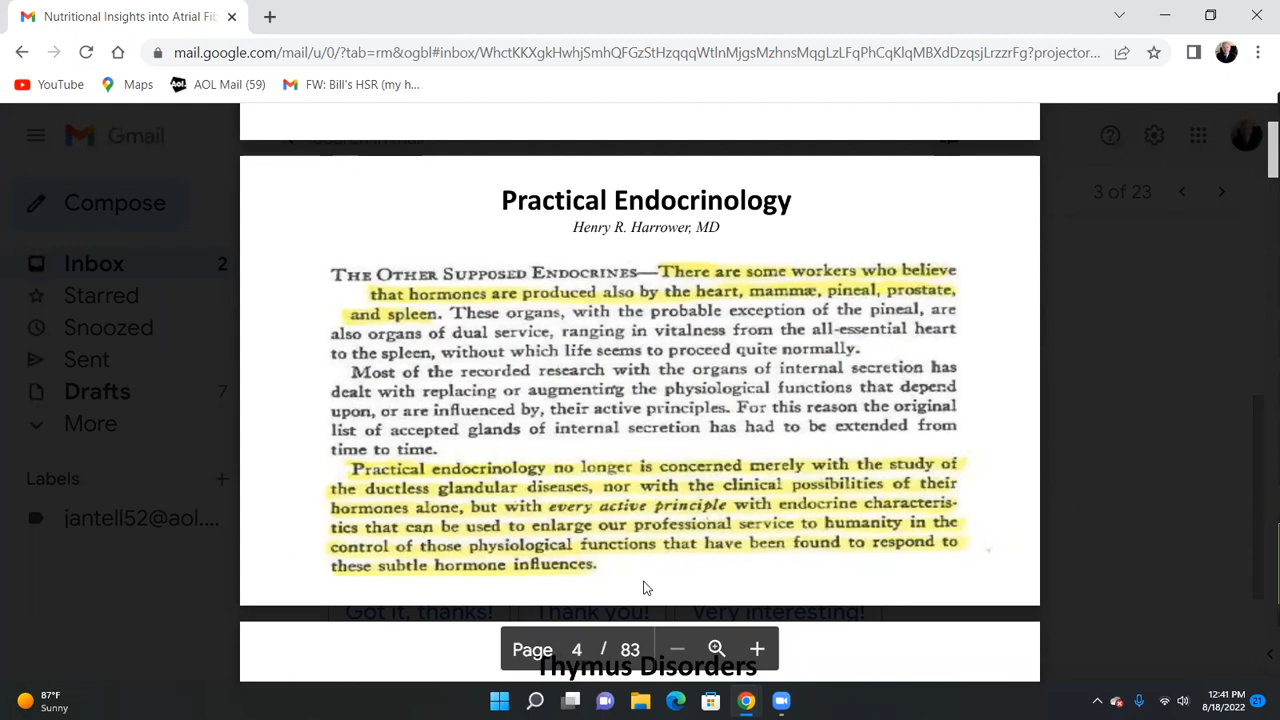 Nutritional Insights into Atrial Fib
mail.google.com/mail/u/0/?tab=rm&ogbl#inbox/WhctKKXgkHwhjSmhQFGzStHzqqqWtlnMjgsMzhnsMqgLzLFqPhCqKlqMBXdDzqsjLrzzrFg?projector...
YouTube Maps AOL Mail (59) FW: Bill's HSR (my h...
Gmail
Search in mail
Compose
3 of 23
Inbox 2
Starred
Snoozed
Sent
Drafts 7
More
Labels
jantell52@aol....
Practical Endocrinology
Henry R. Harrower, MD
THE OTHER SUPPOSED ENDOCRINES—There are some workers who believe
that hormones are produced also by the heart, mammæ, pineal, prostate,
and spleen. These organs, with the probable exception of the pineal, are
also organs of dual service, ranging in vitalness from the all-essential heart
to the spleen, without which life seems to proceed quite normally.
Most of the recorded research with the organs of internal secretion has
dealt with replacing or augmenting the physiological functions that depend
upon, or are influenced by, their active principles. For this reason the original
list of accepted glands of internal secretion has had to be extended from
time to time.
Practical endocrinology no longer is concerned merely with the study of
the ductless glandular diseases, nor with the clinical possibilities of their
hormones alone, but with every active principle with endocrine characteris-
tics that can be used to enlarge our professional service to humanity in the
control of those physiological functions that have been found to respond to
these subtle hormone influences.
Got it, thanks! Thank you! Very interesting!
Page 4 / 83
Thymus Disorders
87°F
Sunny
12:41 PM
8/18/2022
21